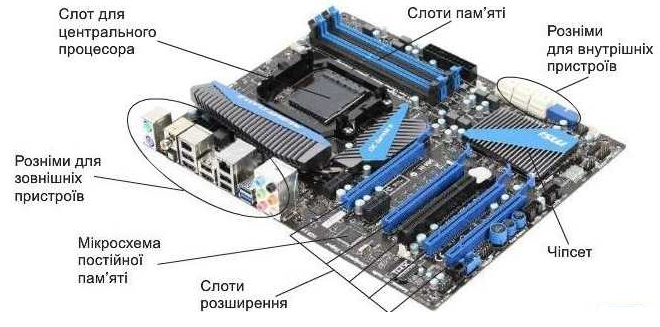 Слот для
центрального
процесора
Слоти пам’яті
Розніми
для внутрішніх
пристроїв
Розніми для
зовнішніх
пристроїв
Мікросхема
постійної
пам’яті
Слоти
розширення
Чіпсет
msi